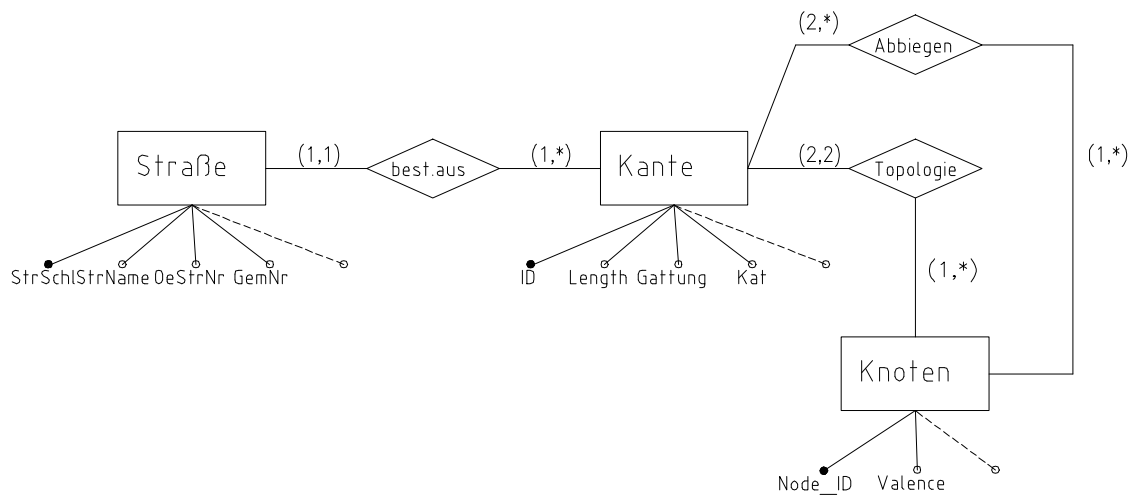 (2,*)
Abbiegen
Straße
(1,1)
best.aus
(1,*)
Kante
(2,2)
Topologie
(1,*)
StrSchlStrName OeStrNr GemNr
ID Length Gattung Kat
(1,*)
Knoten
Node_ID Valence